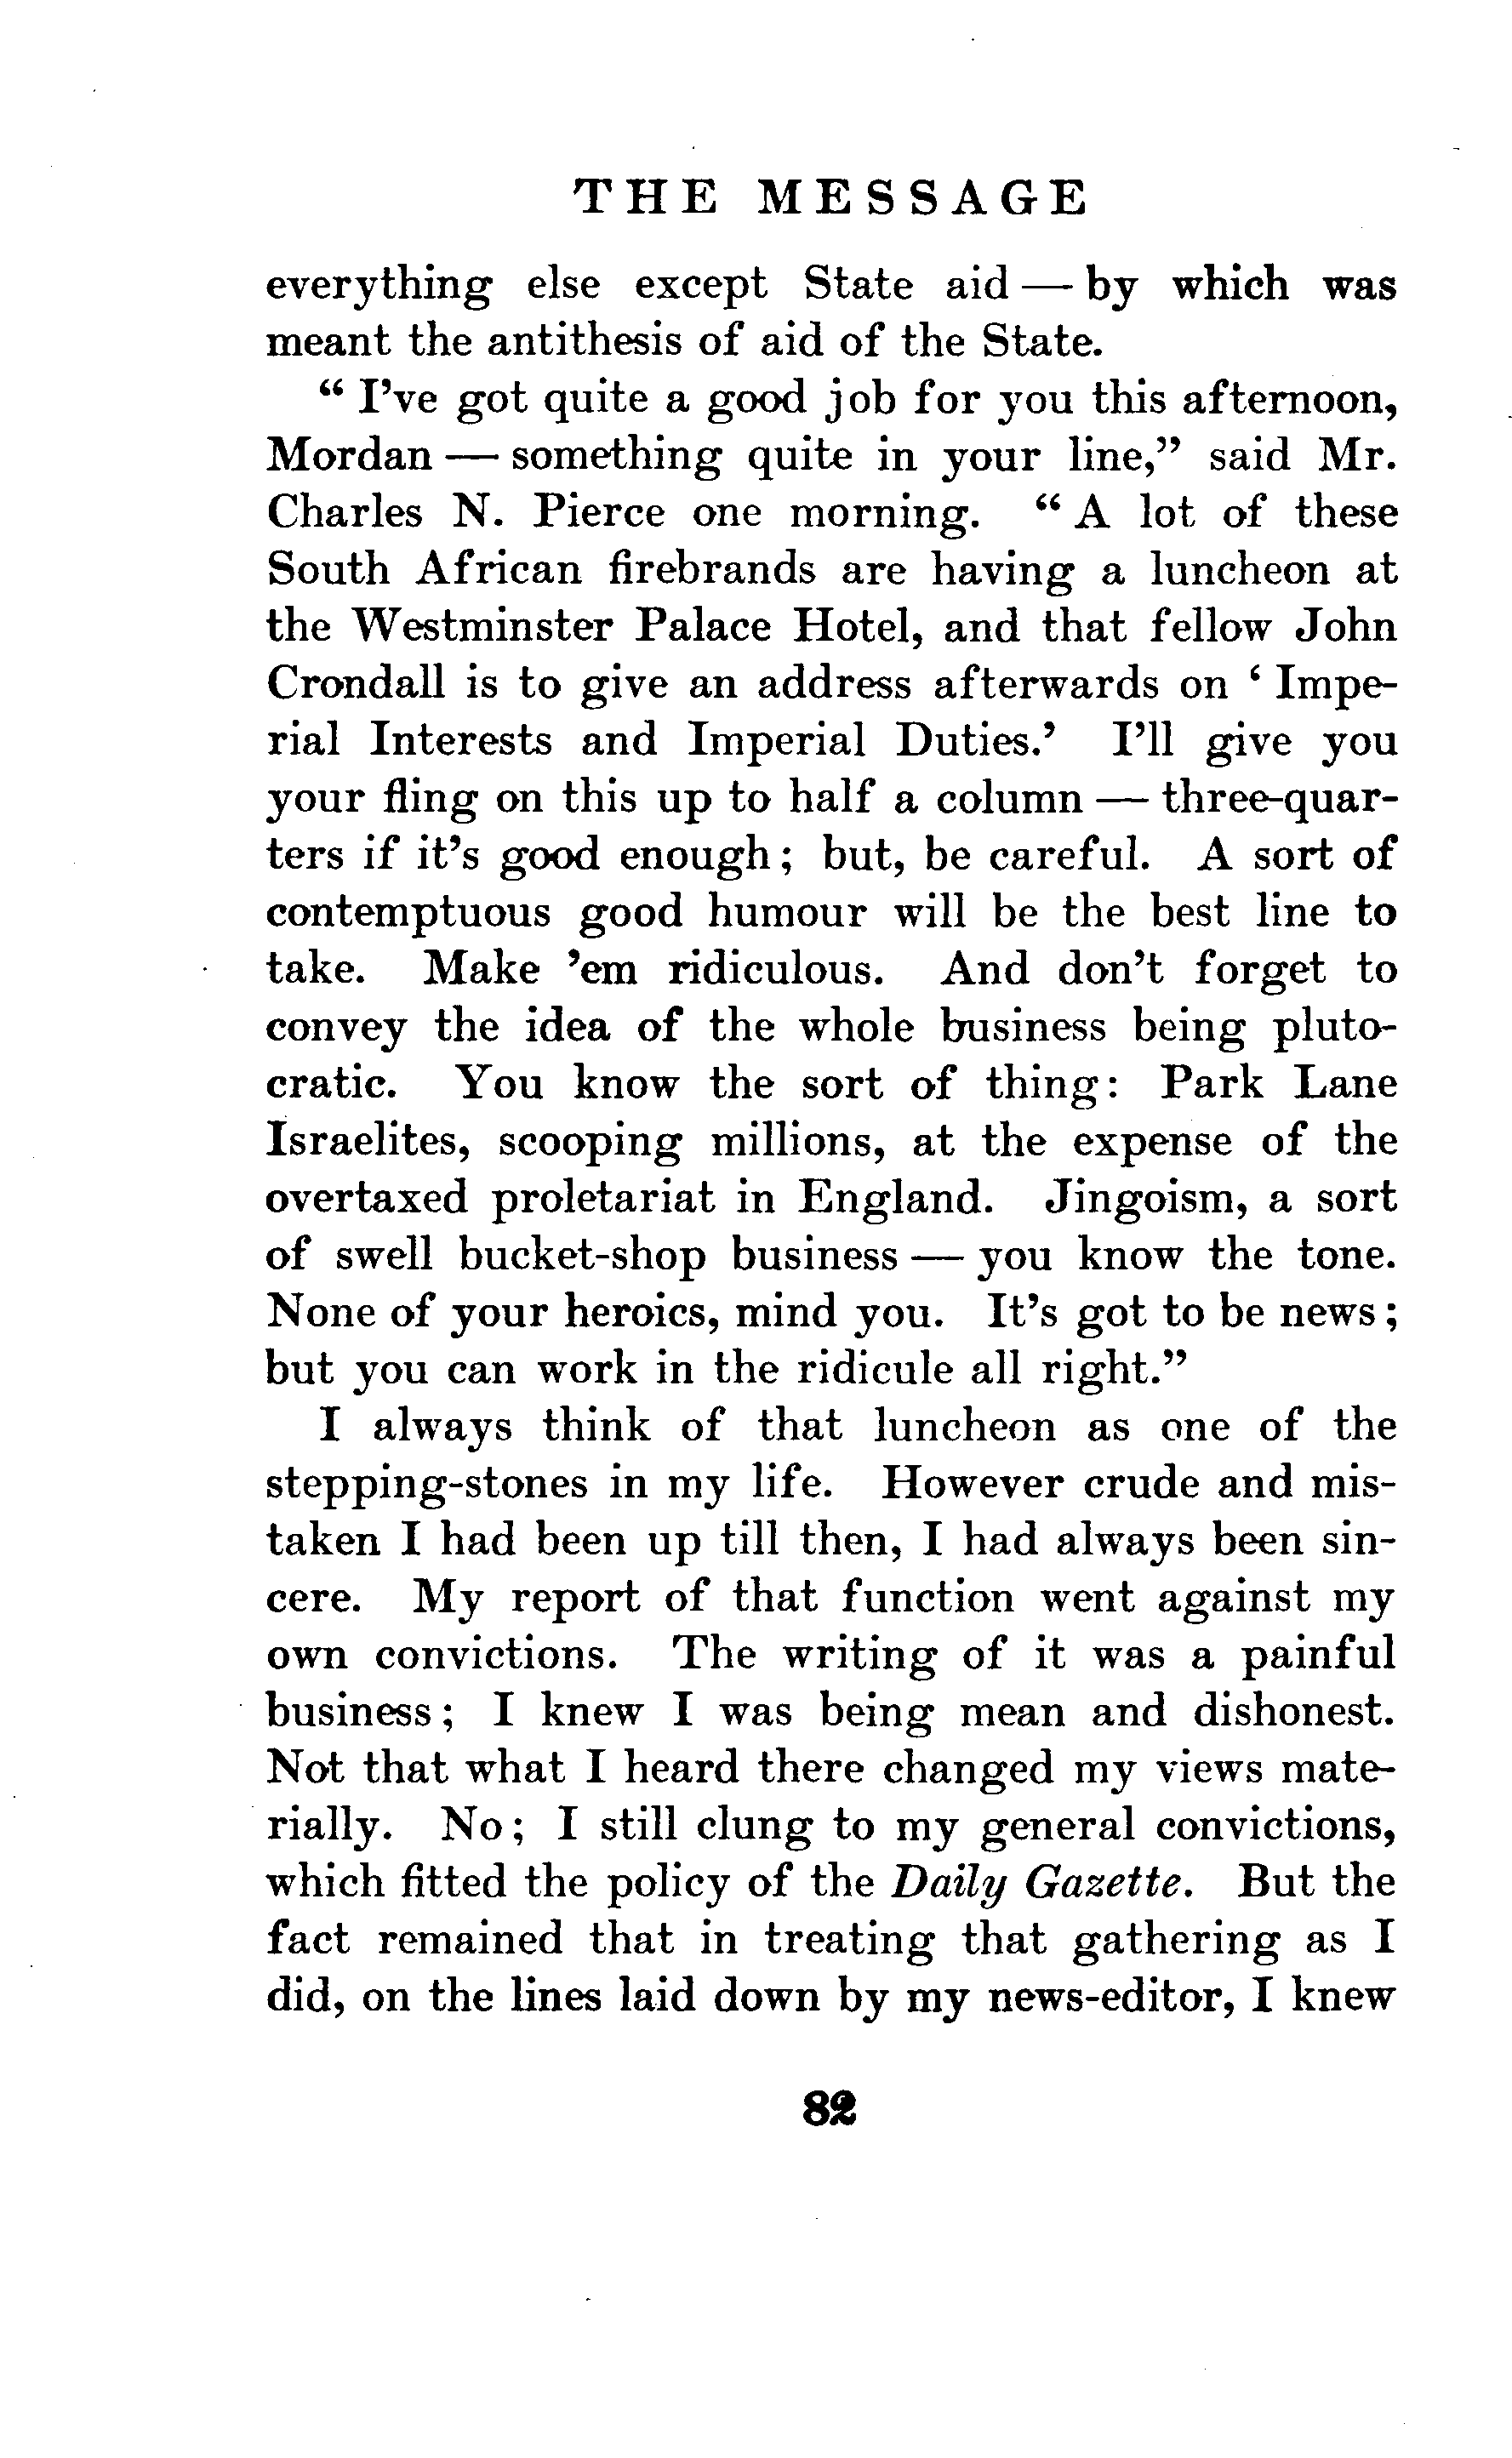 THE MESSAGE
everything else except State aid — by which was
meant the antithesis of aid of the State.
“ I’ve got quite a good job for you this afternoon,
Mordan — something quite in your line,” said Mr.
Charles N. Pierce one morning. “ A lot of these
South African firebrands are having a luncheon at
the Westminster Palace Hotel, and that fellow John
Crondall is to give an address afterwards on ‘ Impe-
rial Interests and Imperial Duties.’ I’ll give you
your fling on this up to half a column — three-quar-
ters if it’s good enough ; but, be careful. A sort of
contemptuous good humour will be the best line to
take. Make ’em ridiculous. And don’t forget to
convey the idea of the whole business being pluto-
cratic. You know the sort of thing: Park Lane
Israelites, scooping millions, at the expense of the
overtaxed proletariat in England. Jingoism, a sort
of swell bucket-shop business — you know the tone.
None of your heroics, mind you. It’s got to be news ;
but you can work in the ridicule all right.”
I always think of that luncheon as one of the
stepping-stones in my life. However crude and mis-
taken I had been up till then, I had always been sin-
cere. My report of that function went against my
own convictions. The writing of it was a painful
business ; I knew I was being mean and dishonest.
Not that what I heard there changed my views mate-
rially. No ; I still clung to my general convictions,
which fitted the policy of the Daily Gazette. But the
fact remained that in treating that gathering as I
did, on the lines laid down by my news-editor, I knew
82